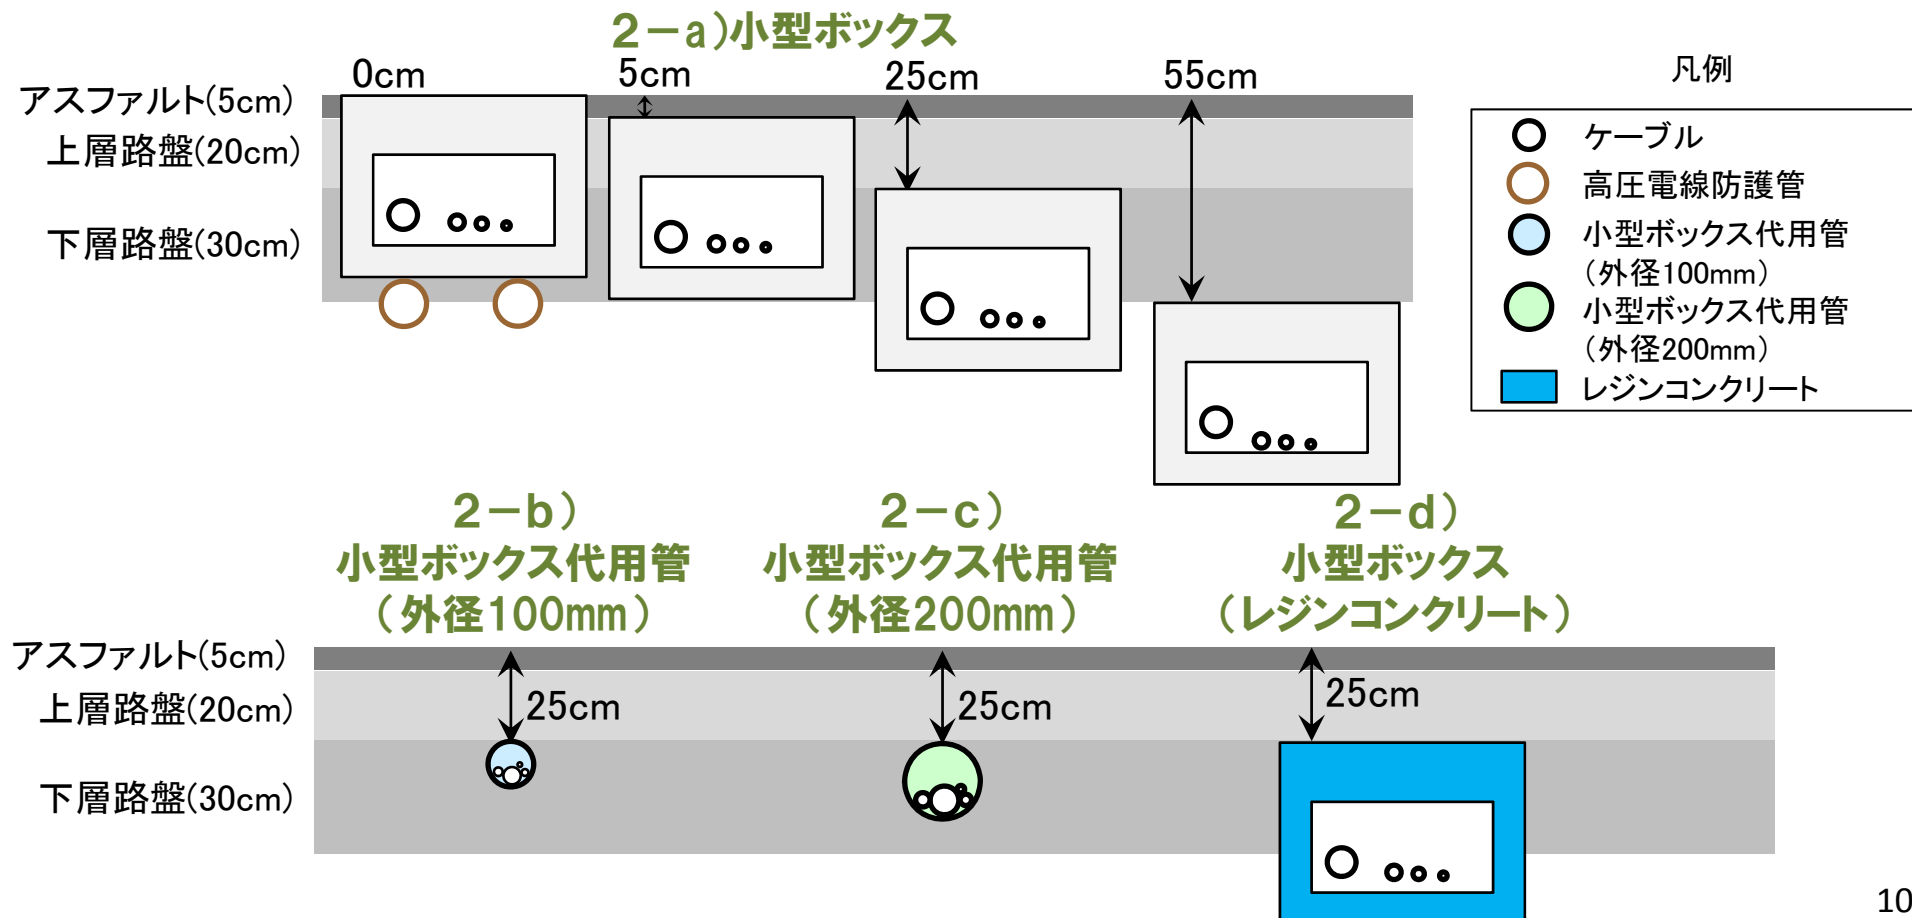 2－a)小型ボックス
0cm
5cm
25cm
55cm
アスファルト(5cm)
上層路盤(20cm)
下層路盤(30cm)
凡例
ケーブル
高圧電線防護管
小型ボックス代用管
（外径100mm）
小型ボックス代用管
（外径200mm）
レジンコンクリート
2－b）
小型ボックス代用管
（外径100mm）
2－c）
小型ボックス代用管
（外径200mm）
2－d）
小型ボックス
（レジンコンクリート）
アスファルト(5cm)
上層路盤(20cm)
下層路盤(30cm)
25cm
25cm
25cm
10